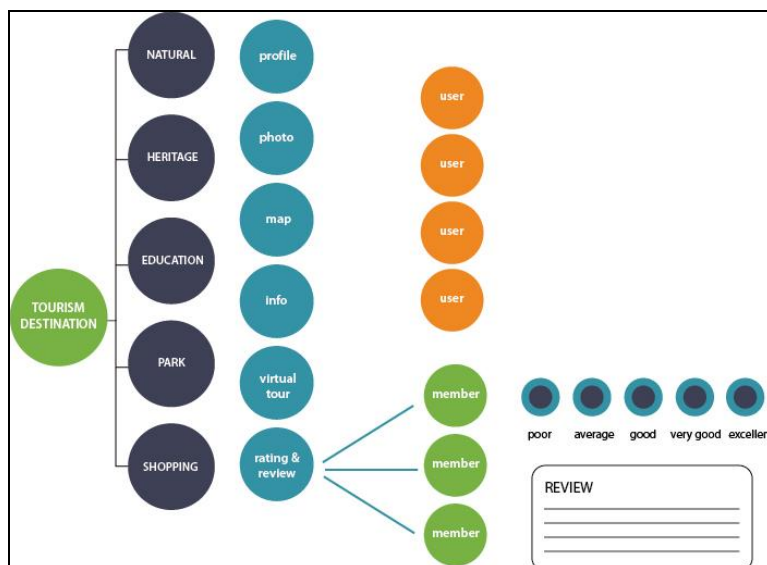 NATURAL
HERITAGE
EDUCATION
PARK
SHOPPING
TOURISM
DESTINATION
profile
photo
map
info
virtual
tour
rating &
review
user
user
user
user
member
member
member
poor average good very good exceller
REVIEW